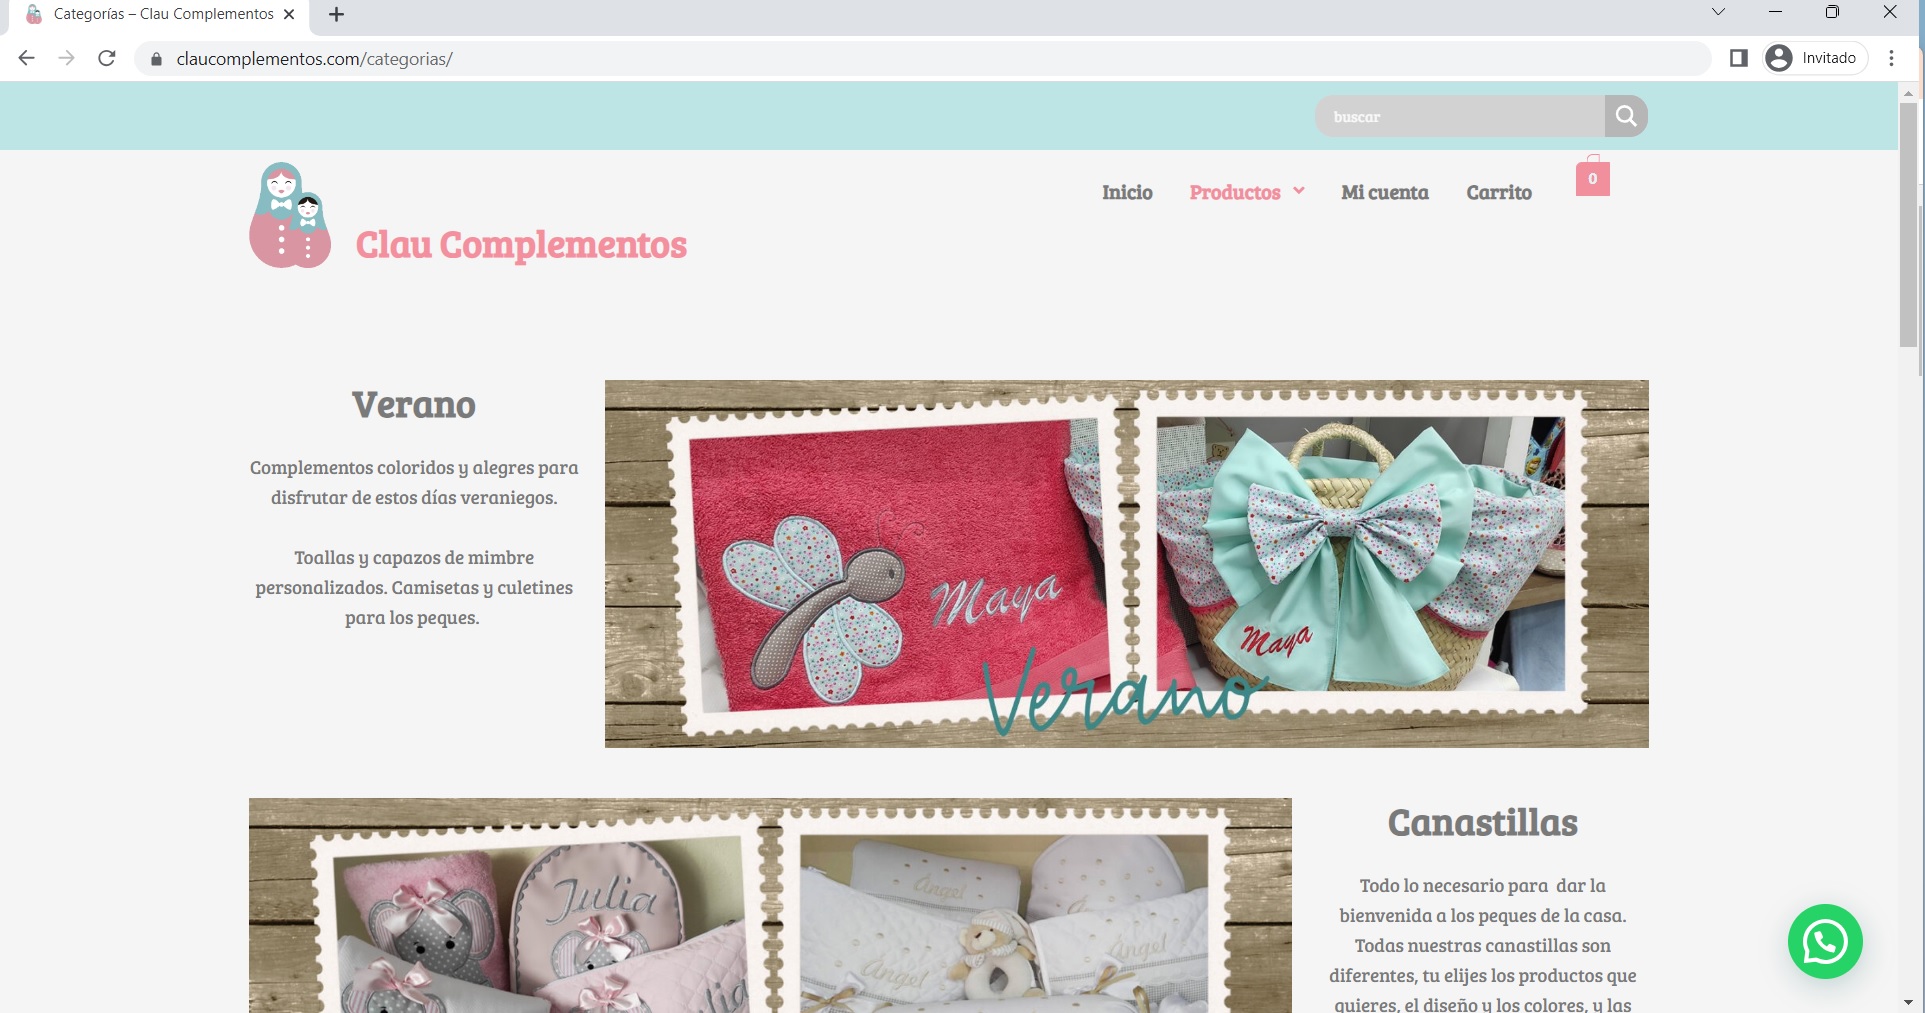 Categorías – Clau Complementos
claucomplementos.com/categorias/
Invitado
buscar
Inicio
Productos
Mi cuenta
Carrito
0
Clau Complementos
Verano
Complementos coloridos y alegres para
disfrutar de estos días veraniegos.
Toallas y capazos de mimbre
personalizados. Camisetas y culetines
para los peques.
Maya
Maya
Verano
Julia
Ángel
Ángel
Ángel
Canastillas
Todo lo necesario para dar la
bienvenida a los peques de la casa.
Todas nuestras canastillas son
diferentes, tu elijes los productos que
quieres, el diseño y los colores, y las